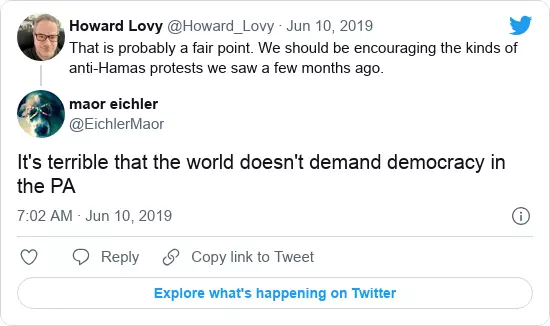 Howard Lovy @Howard_Lovy · Jun 10, 2019
That is probably a fair point. We should be encouraging the kinds of
anti-Hamas protests we saw a few months ago.
maor eichler
@EichlerMaor
It's terrible that the world doesn't demand democracy in
the PA
7:02 AM · Jun 10, 2019
Reply
Copy link to Tweet
Explore what's happening on Twitter